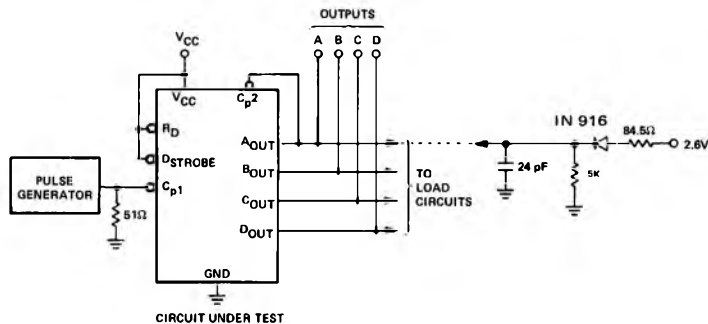 OUTPUTS
A B C D
VCC
VCC
Cp2
RD
DSTROBE
Cp1
AOUT
BOUT
COUT
DOUT
GND
PULSE
GENERATOR
51Ω
TO
LOAD
CIRCUITS
IN 916
84.5Ω
2.6V
24 pF
5K
CIRCUIT UNDER TEST